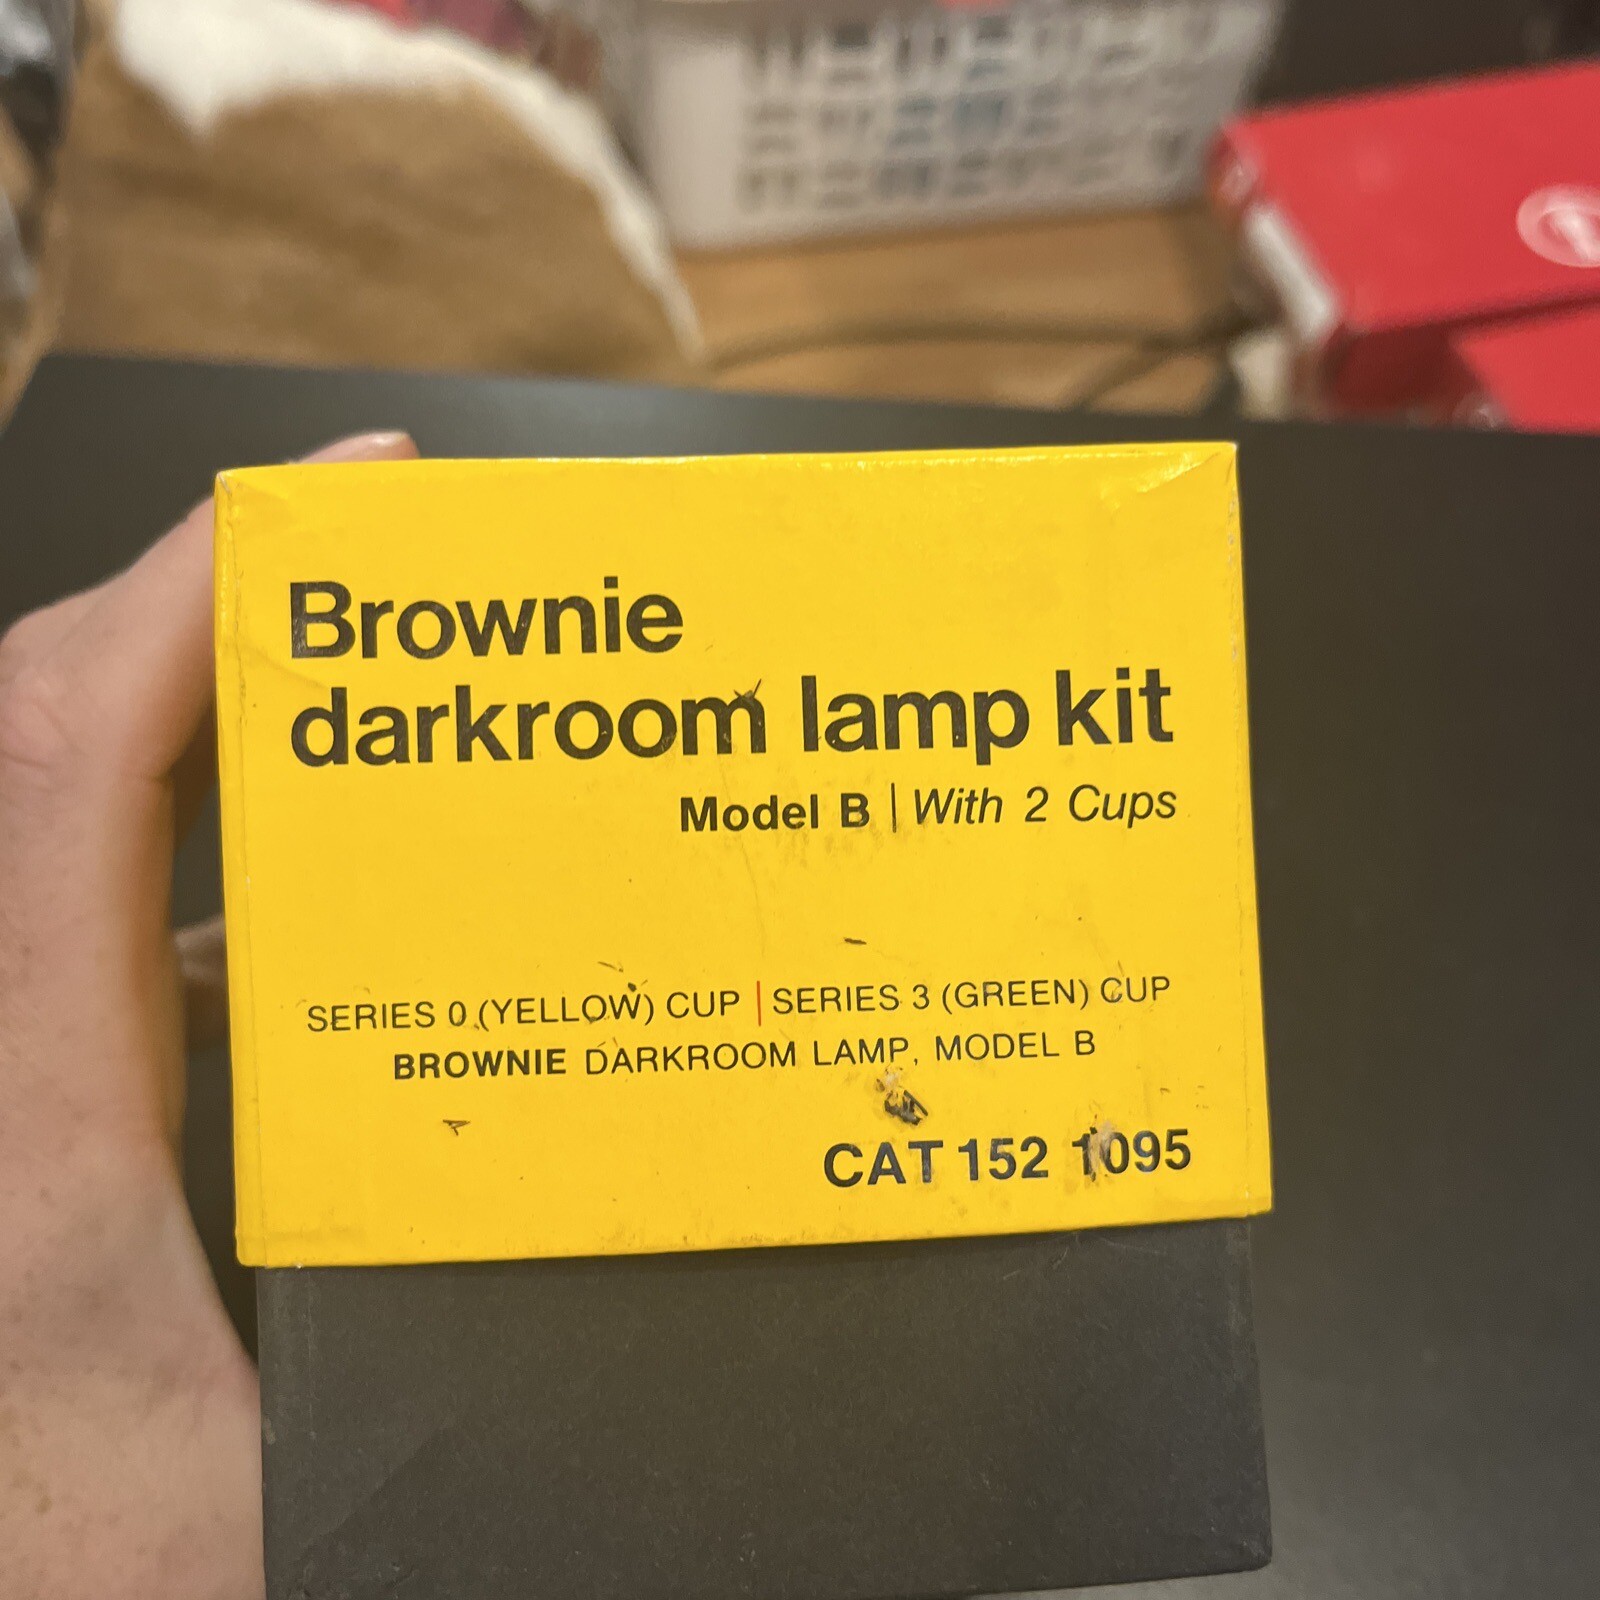 Brownie
darkroom lamp kit
Model B | With 2 Cups
SERIES 0 (YELLOW) CUP | SERIES 3 (GREEN) CUP
BROWNIE DARKROOM LAMP, MODEL B
CAT 152 1095